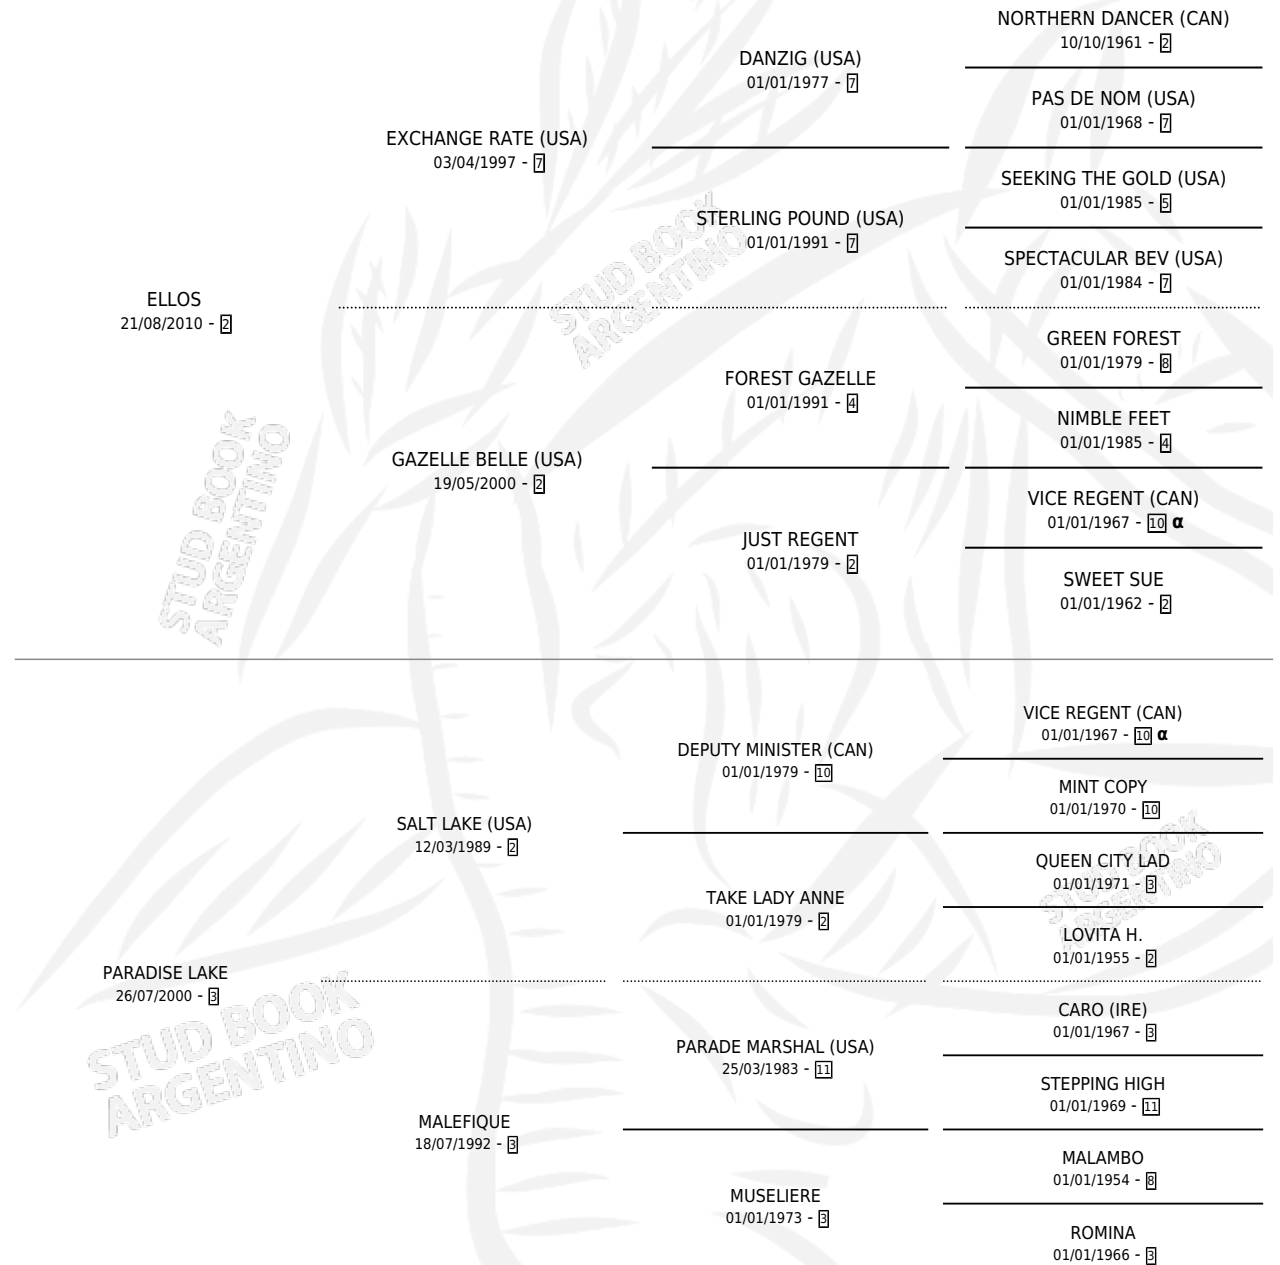 NORTHERN DANCER (CAN)
10/10/1961 - 2
DANZIG (USA)
01/01/1977 - 7
PAS DE NOM (USA)
01/01/1968 - 7
EXCHANGE RATE (USA)
03/04/1997 - 7
SEEKING THE GOLD (USA)
01/01/1985 - 5
STERLING POUND (USA)
01/01/1991 - 7
SPECTACULAR BEV (USA)
01/01/1984 - 7
ELLOS
21/08/2010 - 2
GREEN FOREST
01/01/1979 - 8
FOREST GAZELLE
01/01/1991 - 4
NIMBLE FEET
01/01/1985 - 4
GAZELLE BELLE (USA)
19/05/2000 - 2
VICE REGENT (CAN)
01/01/1967 - 10 α
JUST REGENT
01/01/1979 - 2
SWEET SUE
01/01/1962 - 2
STUD BOOK
ARGENTINO
STUD BOOK
ARGENTINO
VICE REGENT (CAN)
01/01/1967 - 10 α
DEPUTY MINISTER (CAN)
01/01/1979 - 10
MINT COPY
01/01/1970 - 10
SALT LAKE (USA)
12/03/1989 - 2
QUEEN CITY LAD
01/01/1971 - 3
TAKE LADY ANNE
01/01/1979 - 2
LOVITA H.
01/01/1955 - 2
PARADISE LAKE
26/07/2000 - 3
CARO (IRE)
01/01/1967 - 3
PARADE MARSHAL (USA)
25/03/1983 - 11
STEPPING HIGH
01/01/1969 - 11
MALEFIQUE
18/07/1992 - 3
MALAMBO
01/01/1954 - 8
MUSELIERE
01/01/1973 - 3
ROMINA
01/01/1966 - 3
STUD BOOK
ARGENTINO
STUD BOOK
ARGENTINO